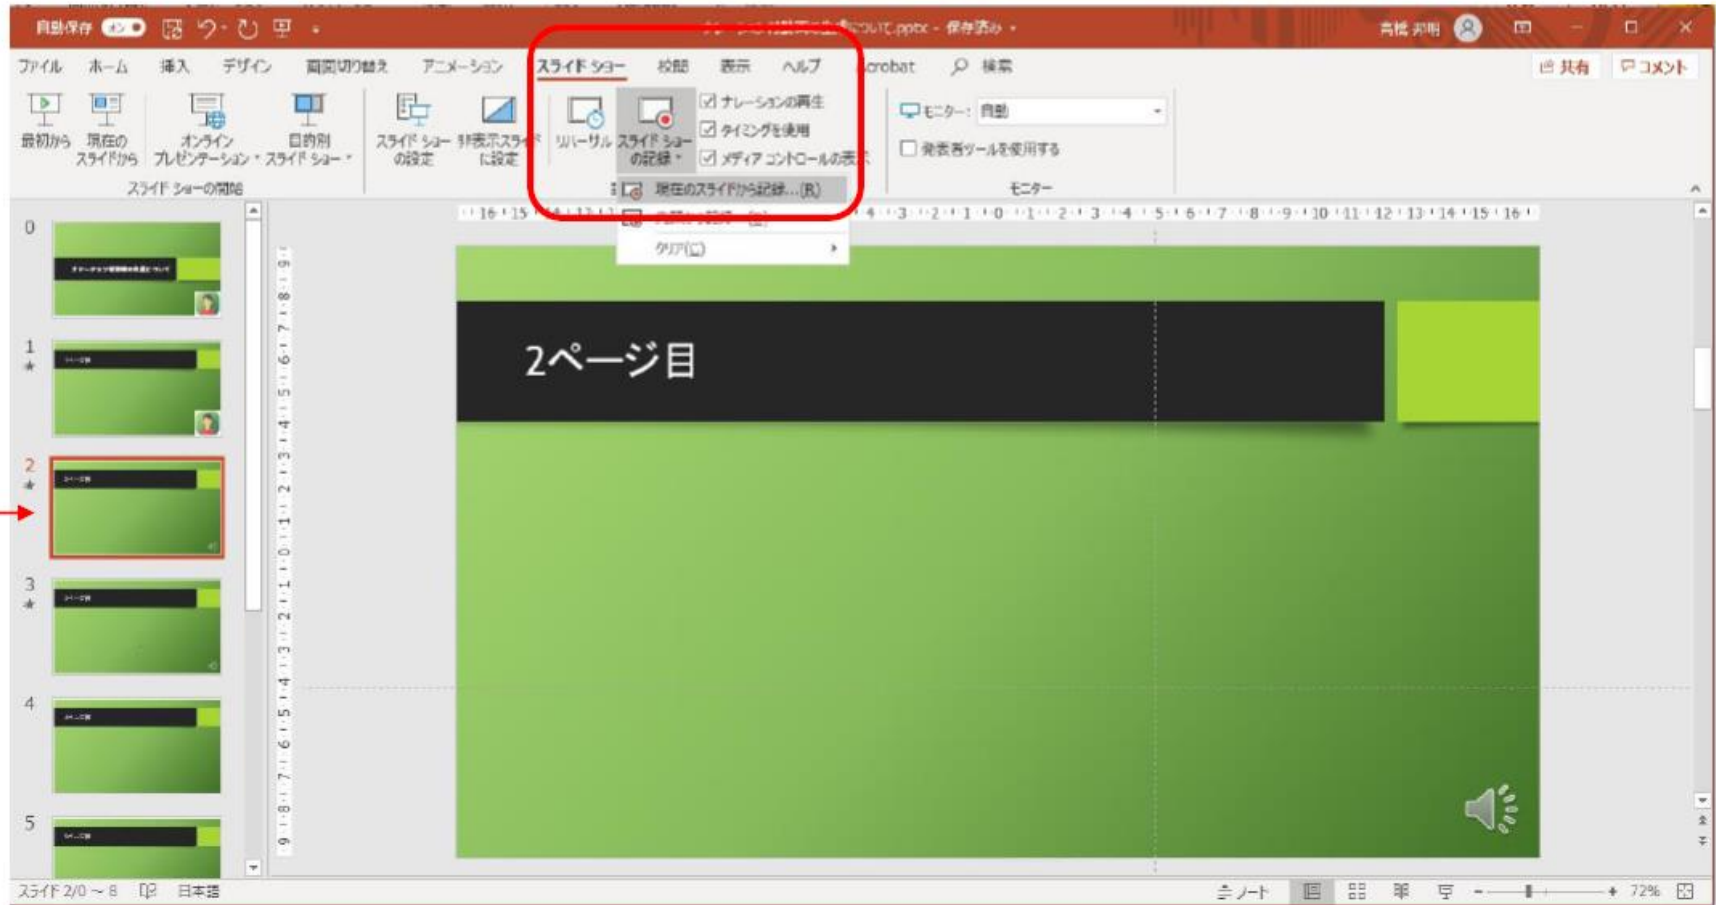 自動保存 オン
について.pptx - 保存済み
高橋 邦明
ファイル ホーム 挿入 デザイン 画面切り替え アニメーション スライド ショー 校閲 表示 ヘルプ Acrobat 検索
共有 コメント
最初から
現在の
スライドから
オンライン
プレゼンテーション
目的別
スライド ショー
スライド ショーの開始
スライド ショー
の設定
非表示スライド
に設定
リハーサル
スライド ショー
の記録
ナレーションの再生
タイミングを使用
メディア コントロールの表示
モニター: 自動
発表者ツールを使用する
モニター
現在のスライドから記録...(R)
クリア(C)
0
1
2
3
4
5
2ページ目
スライド 2/0 ~ 8 日本語
ノート
72%